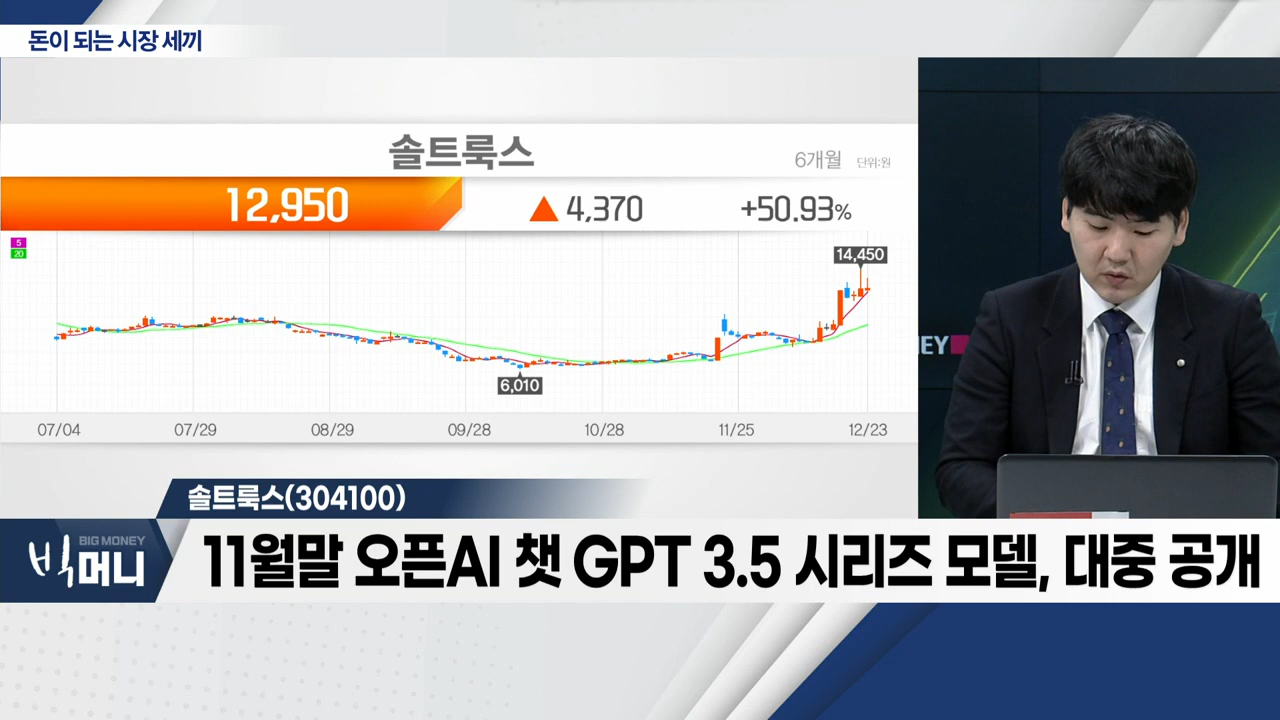 돈이 되는 시장 세끼
솔트룩스
6개월 단위:원
12,950 ▲ 4,370 +50.93%
5
20
14,450
6,010
07/04 07/29 08/29 09/28 10/28 11/25 12/23
NEY
솔트룩스(304100)
BIG MONEY
빅머니
11월말 오픈AI 챗 GPT 3.5 시리즈 모델, 대중 공개